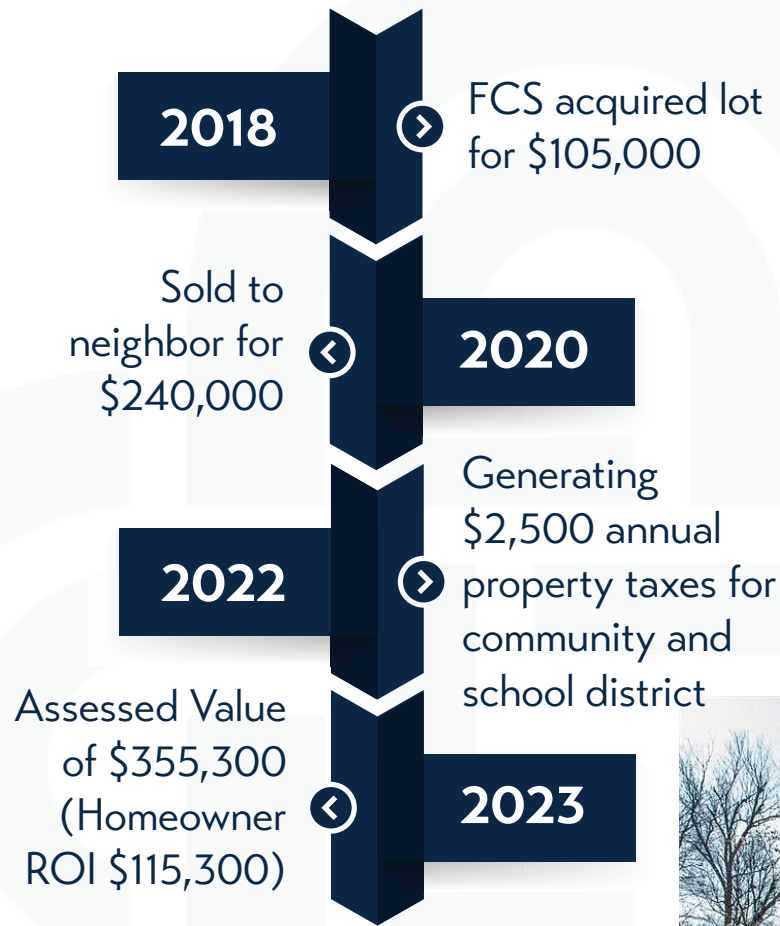 2018
FCS acquired lot
for $105,000
Sold to
neighbor for
$240,000
2020
Generating
$2,500 annual
property taxes for
community and
school district
2022
Assessed Value
of $355,300
(Homeowner
ROI $115,300)
2023